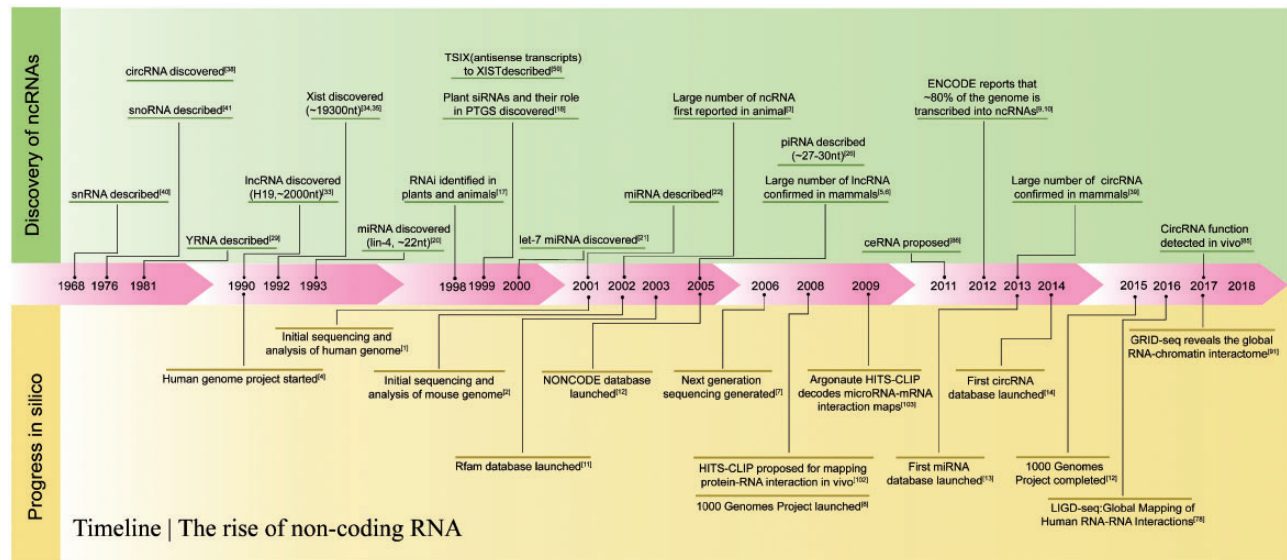 Discovery of ncRNAs
circRNA discovered[38]
snoRNA described[41
snRNA described[40]
YRNA described[29]
Xist discovered
(~19300nt)[34,35]
lncRNA discovered
(H19,~2000nt)[33]
miRNA discovered
(lin-4, ~22nt)[20]
TSIX(antisense transcripts)
to XISTdescribed[50]
Plant siRNAs and their role
in PTGS discovered[18]
RNAi identified in
plants and animals[17]
let-7 miRNA discovered[21]
Large number of ncRNA
first reported in animal[3]
miRNA described[22]
piRNA described
(~27-30nt)[26]
Large number of lncRNA
confirmed in mammals[5,6]
ceRNA proposed[86]
ENCODE reports that
~80% of the genome is
transcribed into ncRNAs[9,10]
Large number of circRNA
confirmed in mammals[39]
CircRNA function
detected in vivo[85]
1968 1976 1981 1990 1992 1993 1998 1999 2000 2001 2002 2003 2005 2006 2008 2009 2011 2012 2013 2014 2015 2016 2017 2018
Progress in silico
Initial sequencing and
analysis of human genome[1]
Human genome project started[4]
Initial sequencing and
analysis of mouse genome[2]
Rfam database launched[11]
NONCODE database
launched[12]
Next generation
sequencing generated[7]
HITS-CLIP proposed for mapping
protein-RNA interaction in vivo[102]
1000 Genomes Project launched[8]
Argonaute HITS-CLIP
decodes microRNA-mRNA
interaction maps[103]
First miRNA
database launched[13]
First circRNA
database launched[14]
1000 Genomes
Project completed[12]
LIGD-seq:Global Mapping of
Human RNA-RNA Interactions[78]
GRID-seq reveals the global
RNA-chromatin interactome[91]
Timeline | The rise of non-coding RNA